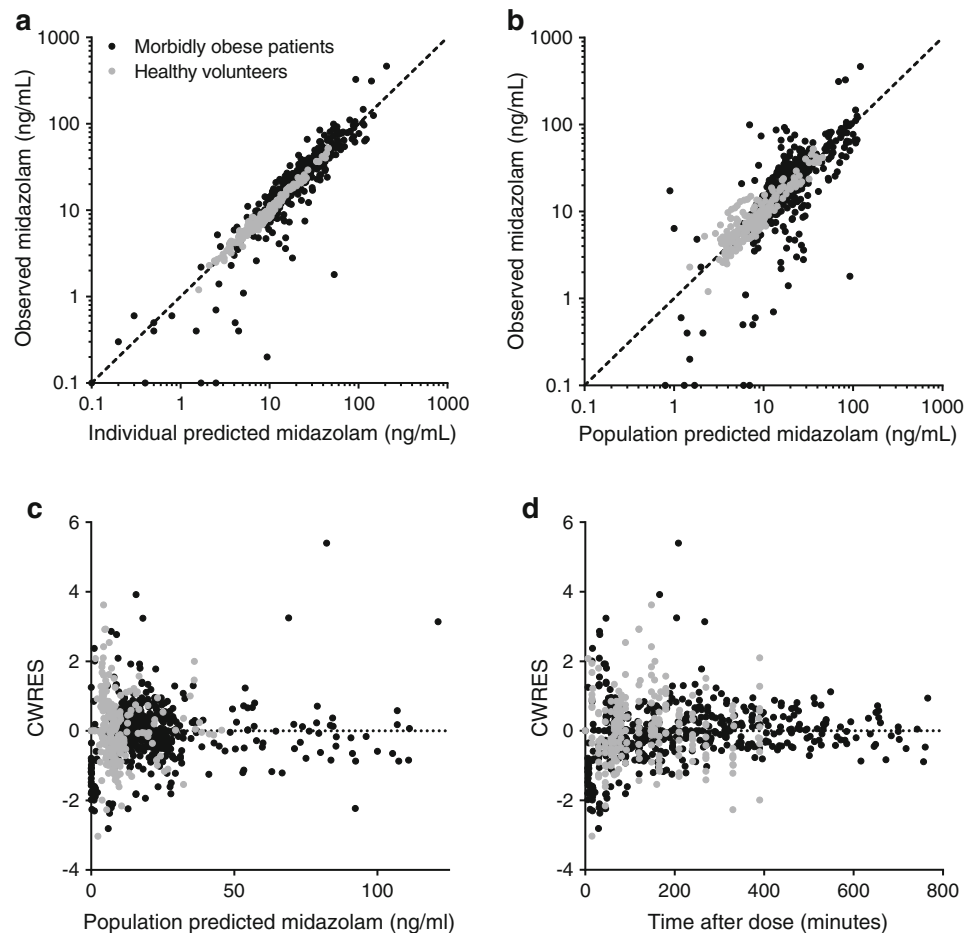 a
1000
Morbidly obese patients
Healthy volunteers
100
10
1
0.1
0.1
1
10
100
1000
Observed midazolam (ng/mL)
Individual predicted midazolam (ng/mL)
b
1000
100
10
1
0.1
0.1
1
10
100
1000
Observed midazolam (ng/mL)
Population predicted midazolam (ng/mL)
c
6
4
2
0
-2
-4
0
50
100
CWRES
Population predicted midazolam (ng/ml)
d
6
4
2
0
-2
-4
0
200
400
600
800
CWRES
Time after dose (minutes)